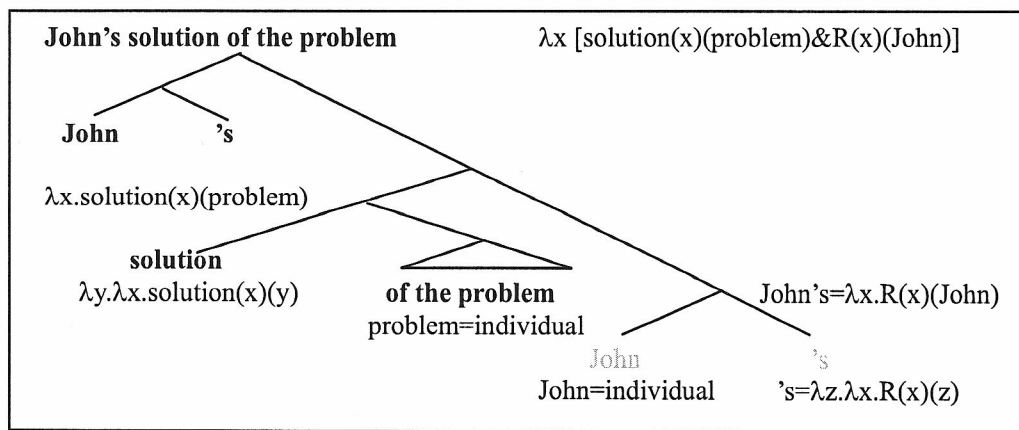 John's solution of the problem λx [solution(x)(problem)&R(x)(John)]
John 's
λx.solution(x)(problem)
solution
λy.λx.solution(x)(y) of the problem John's=λx.R(x)(John)
problem=individual
John 's
John=individual 's=λz.λx.R(x)(z)